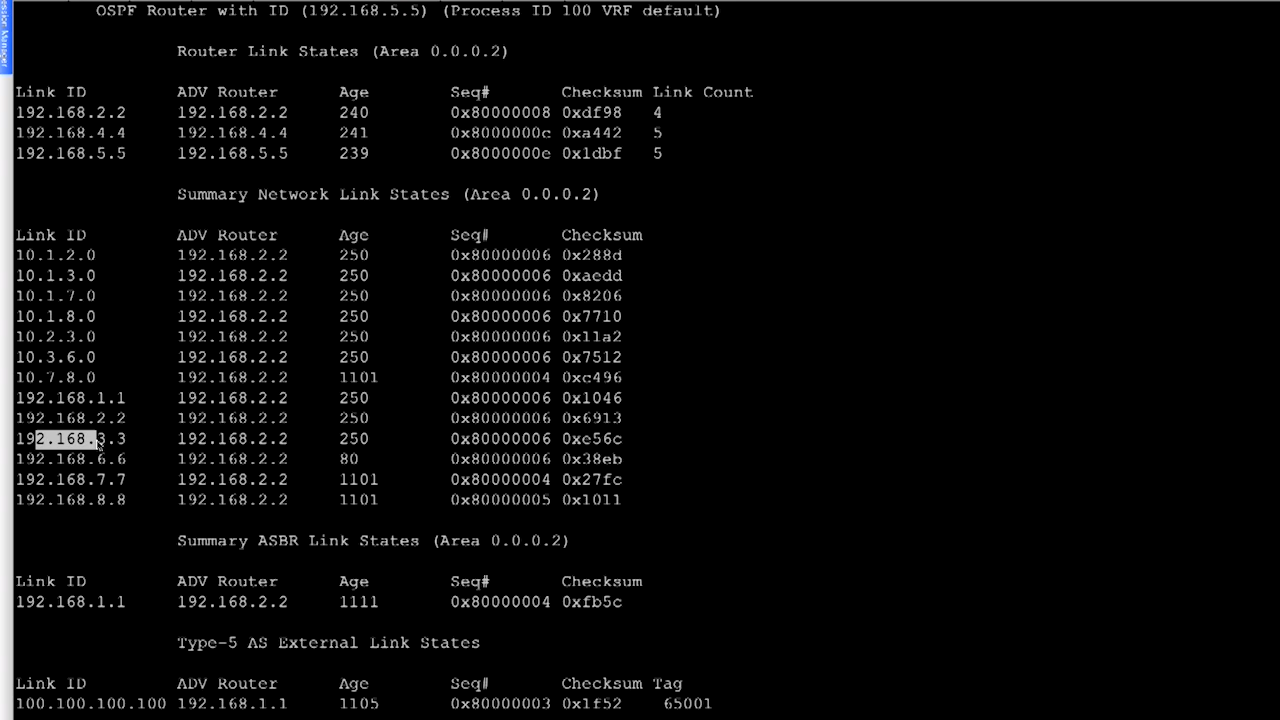 OSPF Router with ID (192.168.5.5) (Process ID 100 VRF default)
Router Link States (Area 0.0.0.2)
Link ID ADV Router Age Seq# Checksum Link Count
192.168.2.2 192.168.2.2 240 0x80000008 0xdf98 4
192.168.4.4 192.168.4.4 241 0x8000000c 0xa442 5
192.168.5.5 192.168.5.5 239 0x8000000e 0x1dbf 5
Summary Network Link States (Area 0.0.0.2)
Link ID ADV Router Age Seq# Checksum
10.1.2.0 192.168.2.2 250 0x80000006 0x288d
10.1.3.0 192.168.2.2 250 0x80000006 0xaedd
10.1.7.0 192.168.2.2 250 0x80000006 0x8206
10.1.8.0 192.168.2.2 250 0x80000006 0x7710
10.2.3.0 192.168.2.2 250 0x80000006 0x11a2
10.3.6.0 192.168.2.2 250 0x80000006 0x7512
10.7.8.0 192.168.2.2 1101 0x80000004 0xc496
192.168.1.1 192.168.2.2 250 0x80000006 0x1046
192.168.2.2 192.168.2.2 250 0x80000006 0x6913
192.168.3.3 192.168.2.2 250 0x80000006 0xe56c
192.168.6.6 192.168.2.2 80 0x80000006 0x38eb
192.168.7.7 192.168.2.2 1101 0x80000004 0x27fc
192.168.8.8 192.168.2.2 1101 0x80000005 0x1011
Summary ASBR Link States (Area 0.0.0.2)
Link ID ADV Router Age Seq# Checksum
192.168.1.1 192.168.2.2 1111 0x80000004 0xfb5c
Type-5 AS External Link States
Link ID ADV Router Age Seq# Checksum Tag
100.100.100.100 192.168.1.1 1105 0x80000003 0x1f52 65001